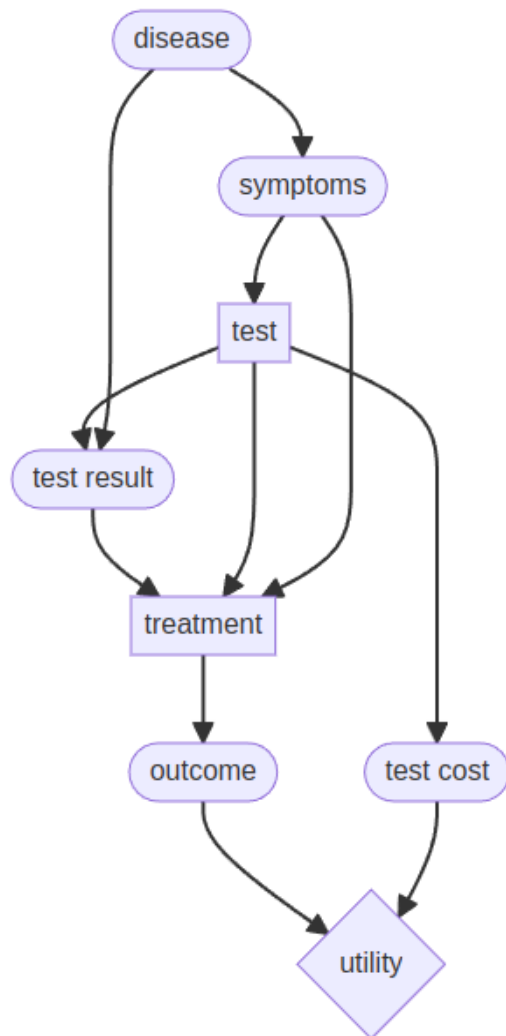 disease
symptoms
test
test result
treatment
outcome
test cost
utility